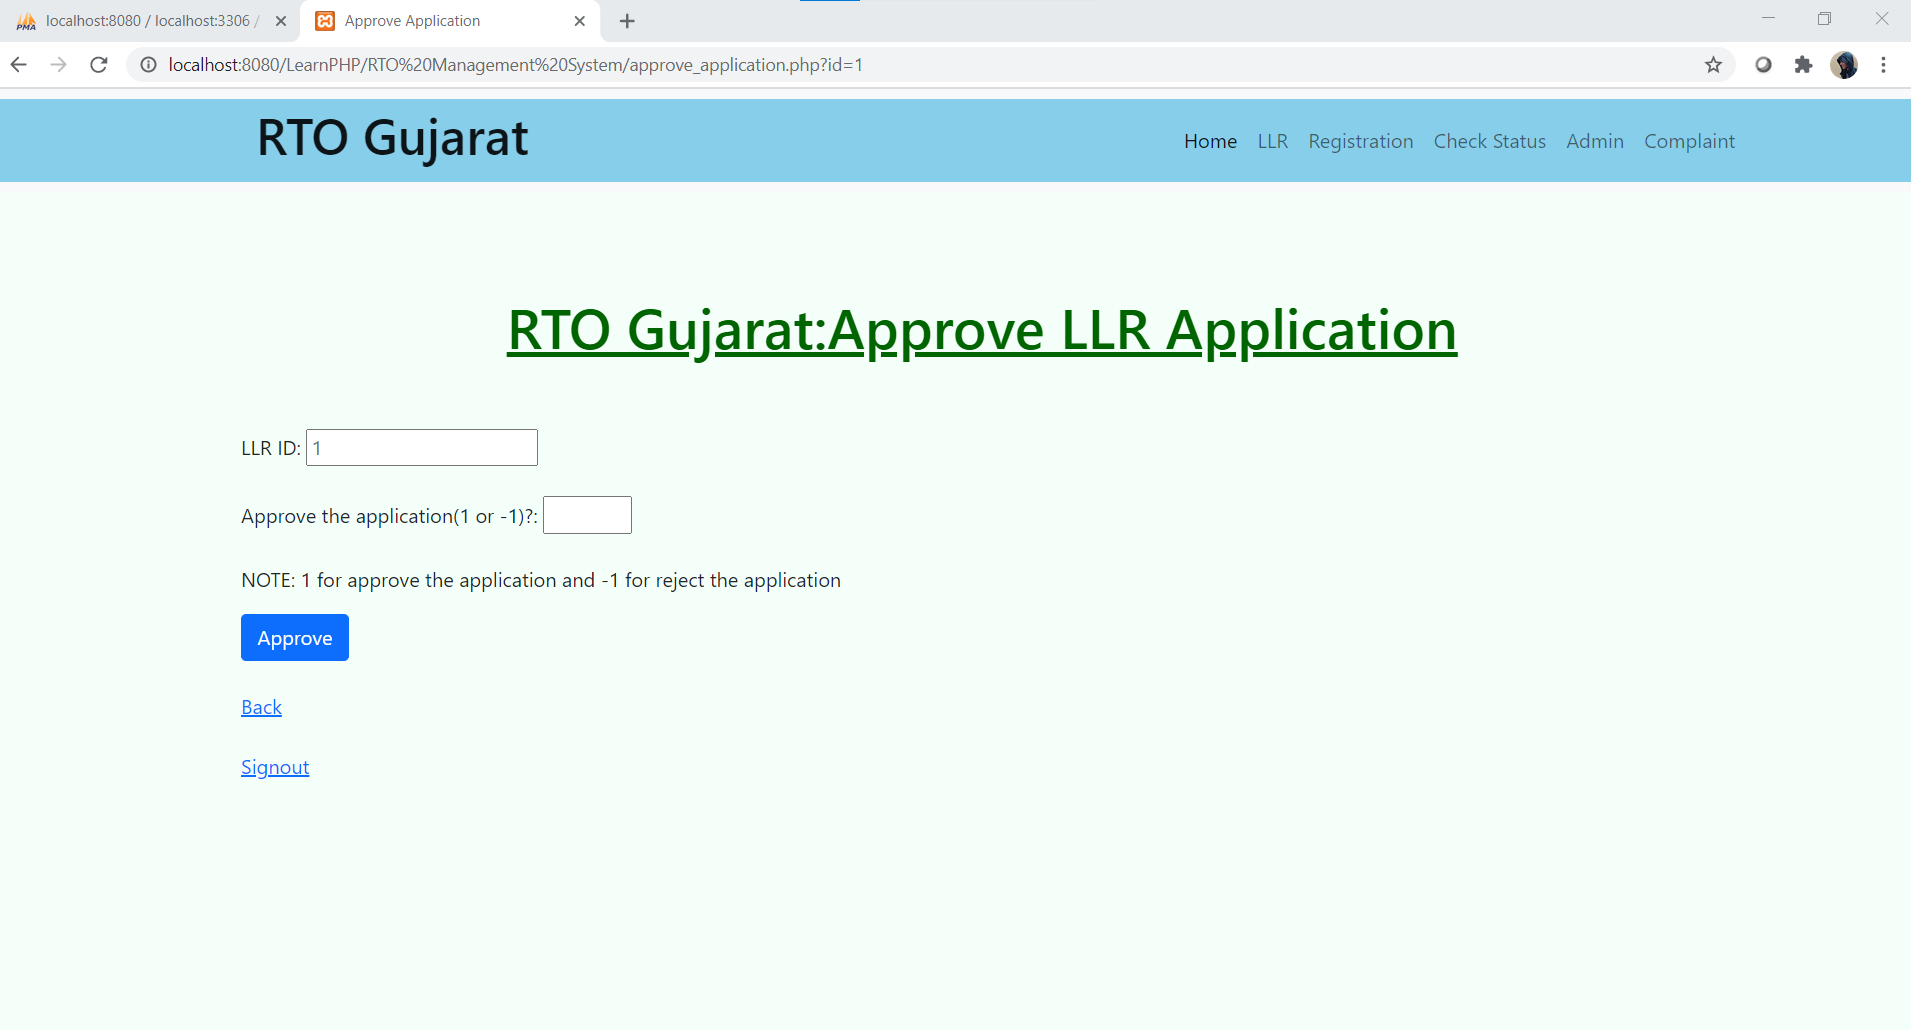 localhost:8080 / localhost:3306 /
Approve Application
localhost:8080/LearnPHP/RTO%20Management%20System/approve_application.php?id=1
RTO Gujarat
Home LLR Registration Check Status Admin Complaint
RTO Gujarat:Approve LLR Application
LLR ID: 1
Approve the application(1 or -1)?:
NOTE: 1 for approve the application and -1 for reject the application
Approve
Back
Signout
PMA